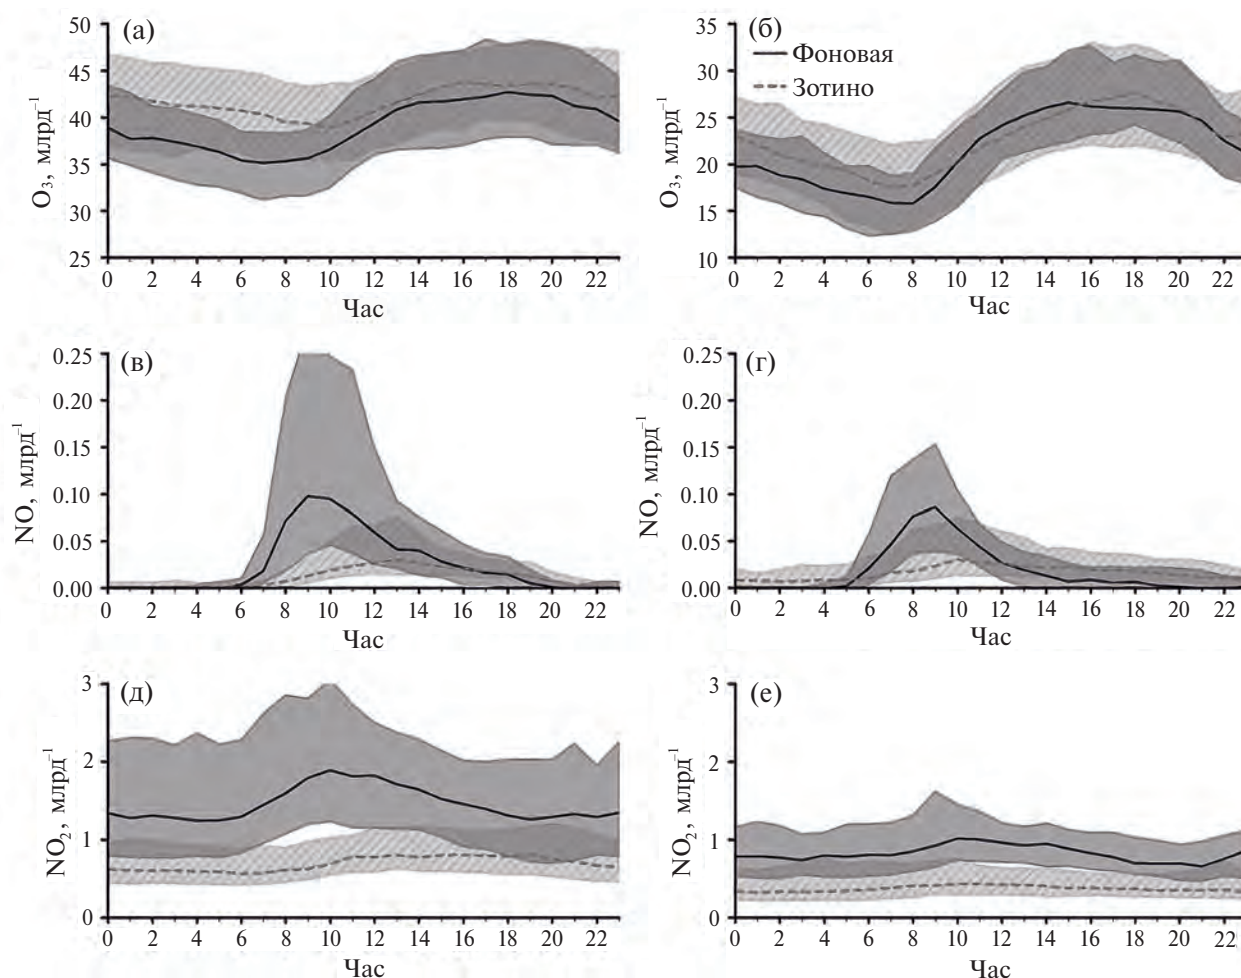 (а)
50
45
40
35
30
25
O₃, млрд⁻¹
0 2 4 6 8 10 12 14 16 18 20 22
Час
(б)
Фоновая
Зотино
35
30
25
20
15
10
O₃, млрд⁻¹
0 2 4 6 8 10 12 14 16 18 20 22
Час
(в)
0.25
0.20
0.15
0.10
0.05
0.00
NO, млрд⁻¹
0 2 4 6 8 10 12 14 16 18 20 22
Час
(г)
0.25
0.20
0.15
0.10
0.05
0.00
NO, млрд⁻¹
0 2 4 6 8 10 12 14 16 18 20 22
Час
(д)
3
2
1
0
NO₂, млрд⁻¹
0 2 4 6 8 10 12 14 16 18 20 22
Час
(е)
3
2
1
0
NO₂, млрд⁻¹
0 2 4 6 8 10 12 14 16 18 20 22
Час